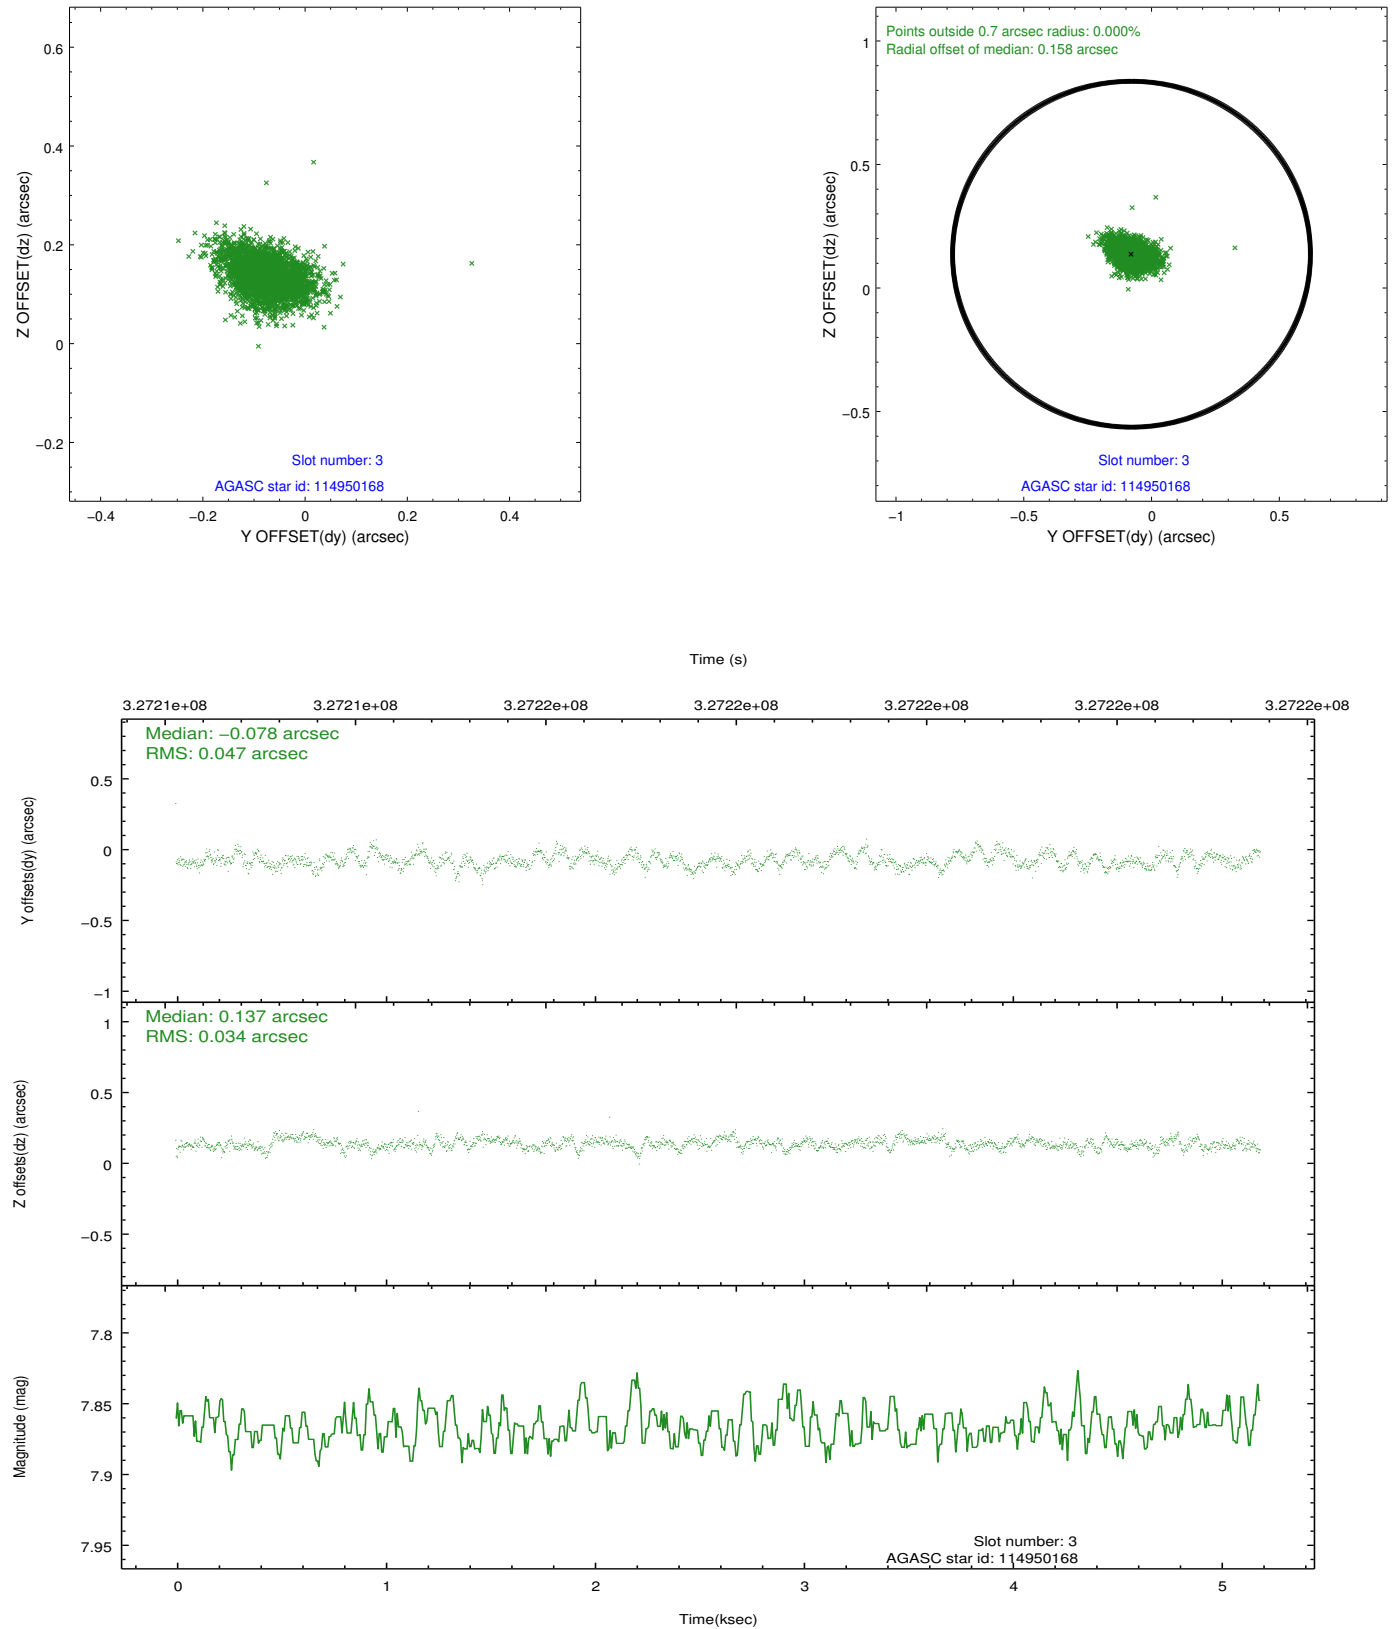 0.6
0.4
0.2
0
−0.2
−0.4
−0.2
0
0.2
0.4
Z OFFSET(dz) (arcsec)
Y OFFSET(dy) (arcsec)
Slot number: 3
AGASC star id: 114950168
Points outside 0.7 arcsec radius: 0.000%
Radial offset of median: 0.158 arcsec
1
0.5
0
−0.5
−1
−0.5
0
0.5
Z OFFSET(dz) (arcsec)
Y OFFSET(dy) (arcsec)
Slot number: 3
AGASC star id: 114950168
Time (s)
3.2721e+08 3.2721e+08 3.2722e+08 3.2722e+08 3.2722e+08 3.2722e+08 3.2722e+08
Median: −0.078 arcsec
RMS: 0.047 arcsec
0.5
0
−0.5
−1
Y offsets(dy) (arcsec)
Median: 0.137 arcsec
RMS: 0.034 arcsec
1
0.5
0
−0.5
Z offsets(dz) (arcsec)
7.8
7.85
7.9
7.95
Magnitude (mag)
Slot number: 3
AGASC star id: 114950168
0 1 2 3 4 5
Time(ksec)